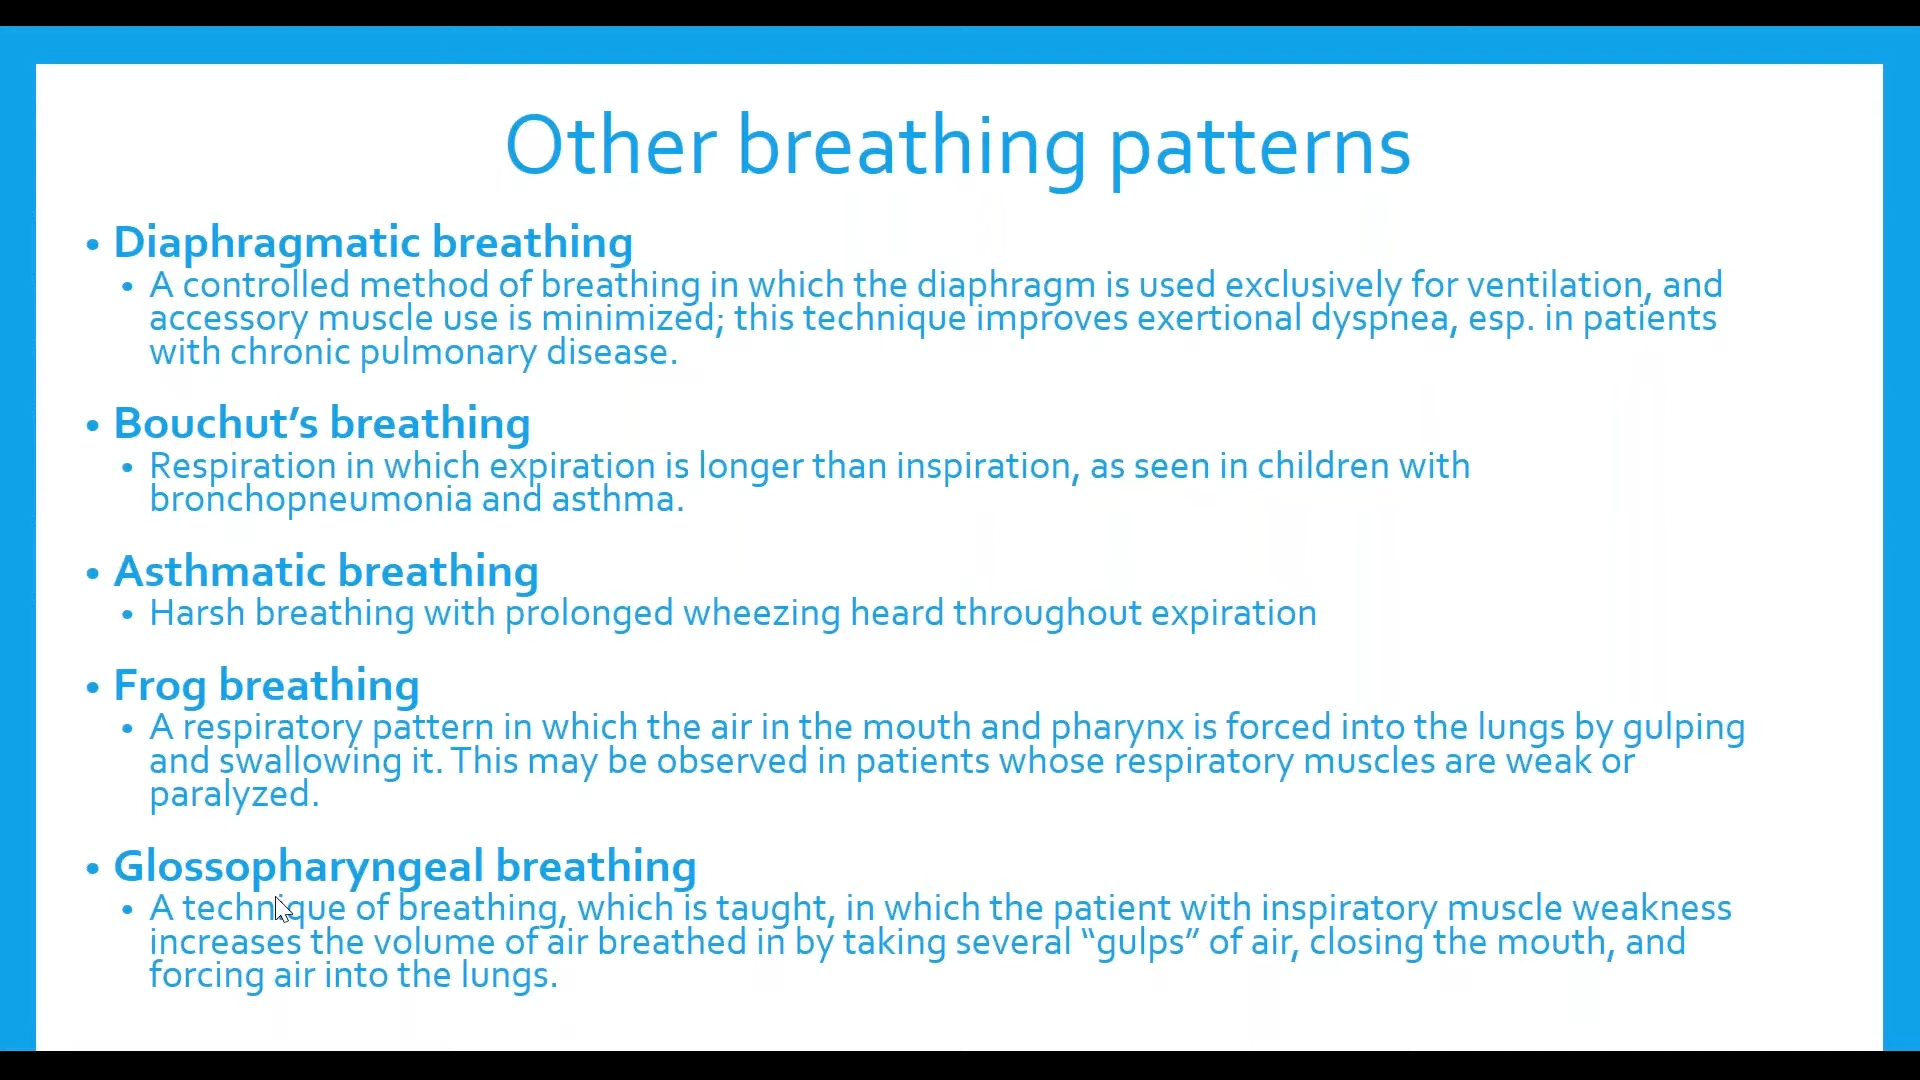 Other breathing patterns
• Diaphragmatic breathing
• A controlled method of breathing in which the diaphragm is used exclusively for ventilation, and
accessory muscle use is minimized; this technique improves exertional dyspnea, esp. in patients
with chronic pulmonary disease.
• Bouchut’s breathing
• Respiration in which expiration is longer than inspiration, as seen in children with
bronchopneumonia and asthma.
• Asthmatic breathing
• Harsh breathing with prolonged wheezing heard throughout expiration
• Frog breathing
• A respiratory pattern in which the air in the mouth and pharynx is forced into the lungs by gulping
and swallowing it. This may be observed in patients whose respiratory muscles are weak or
paralyzed.
• Glossopharyngeal breathing
• A technique of breathing, which is taught, in which the patient with inspiratory muscle weakness
increases the volume of air breathed in by taking several “gulps” of air, closing the mouth, and
forcing air into the lungs.